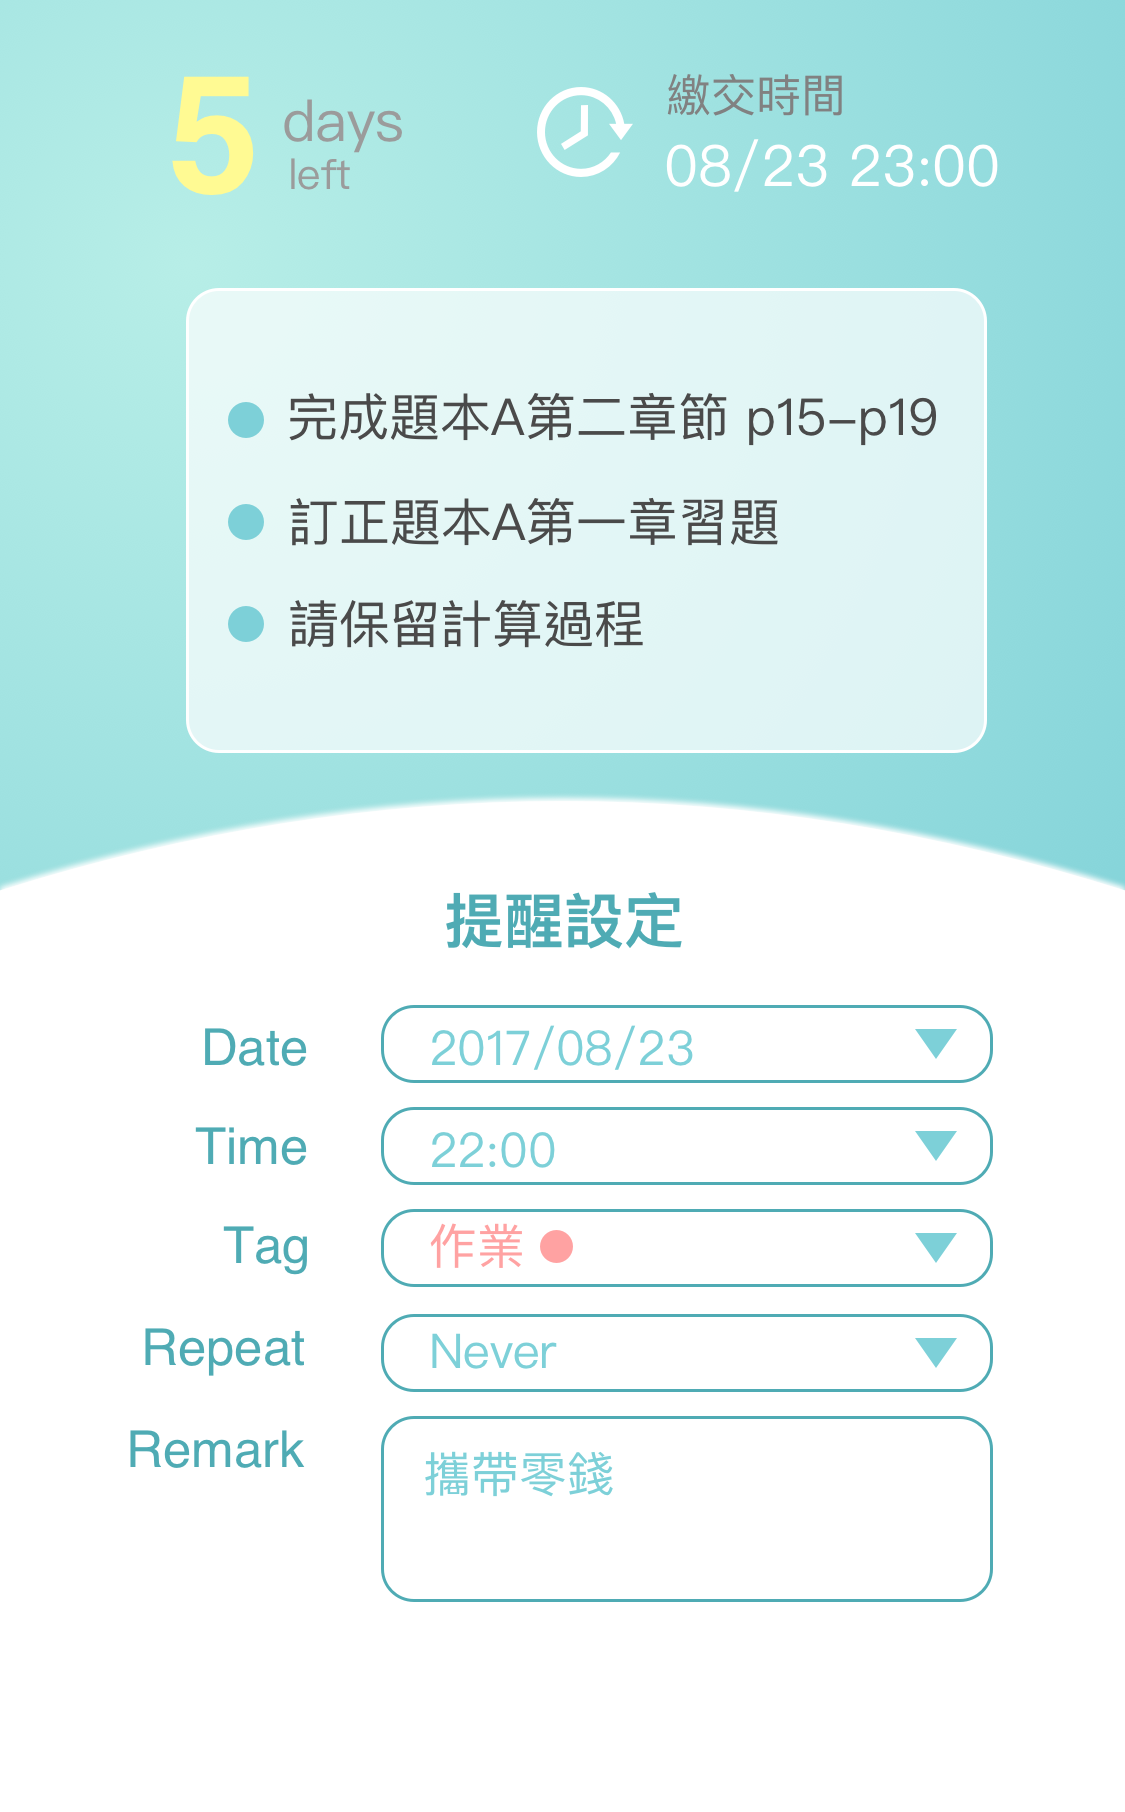 5 days
left
繳交時間
08/23 23:00
完成題本A第二章節 p15-p19
訂正題本A第一章習題
請保留計算過程
提醒設定
Date 2017/08/23
Time 22:00
Tag 作業
Repeat Never
Remark 攜帶零錢